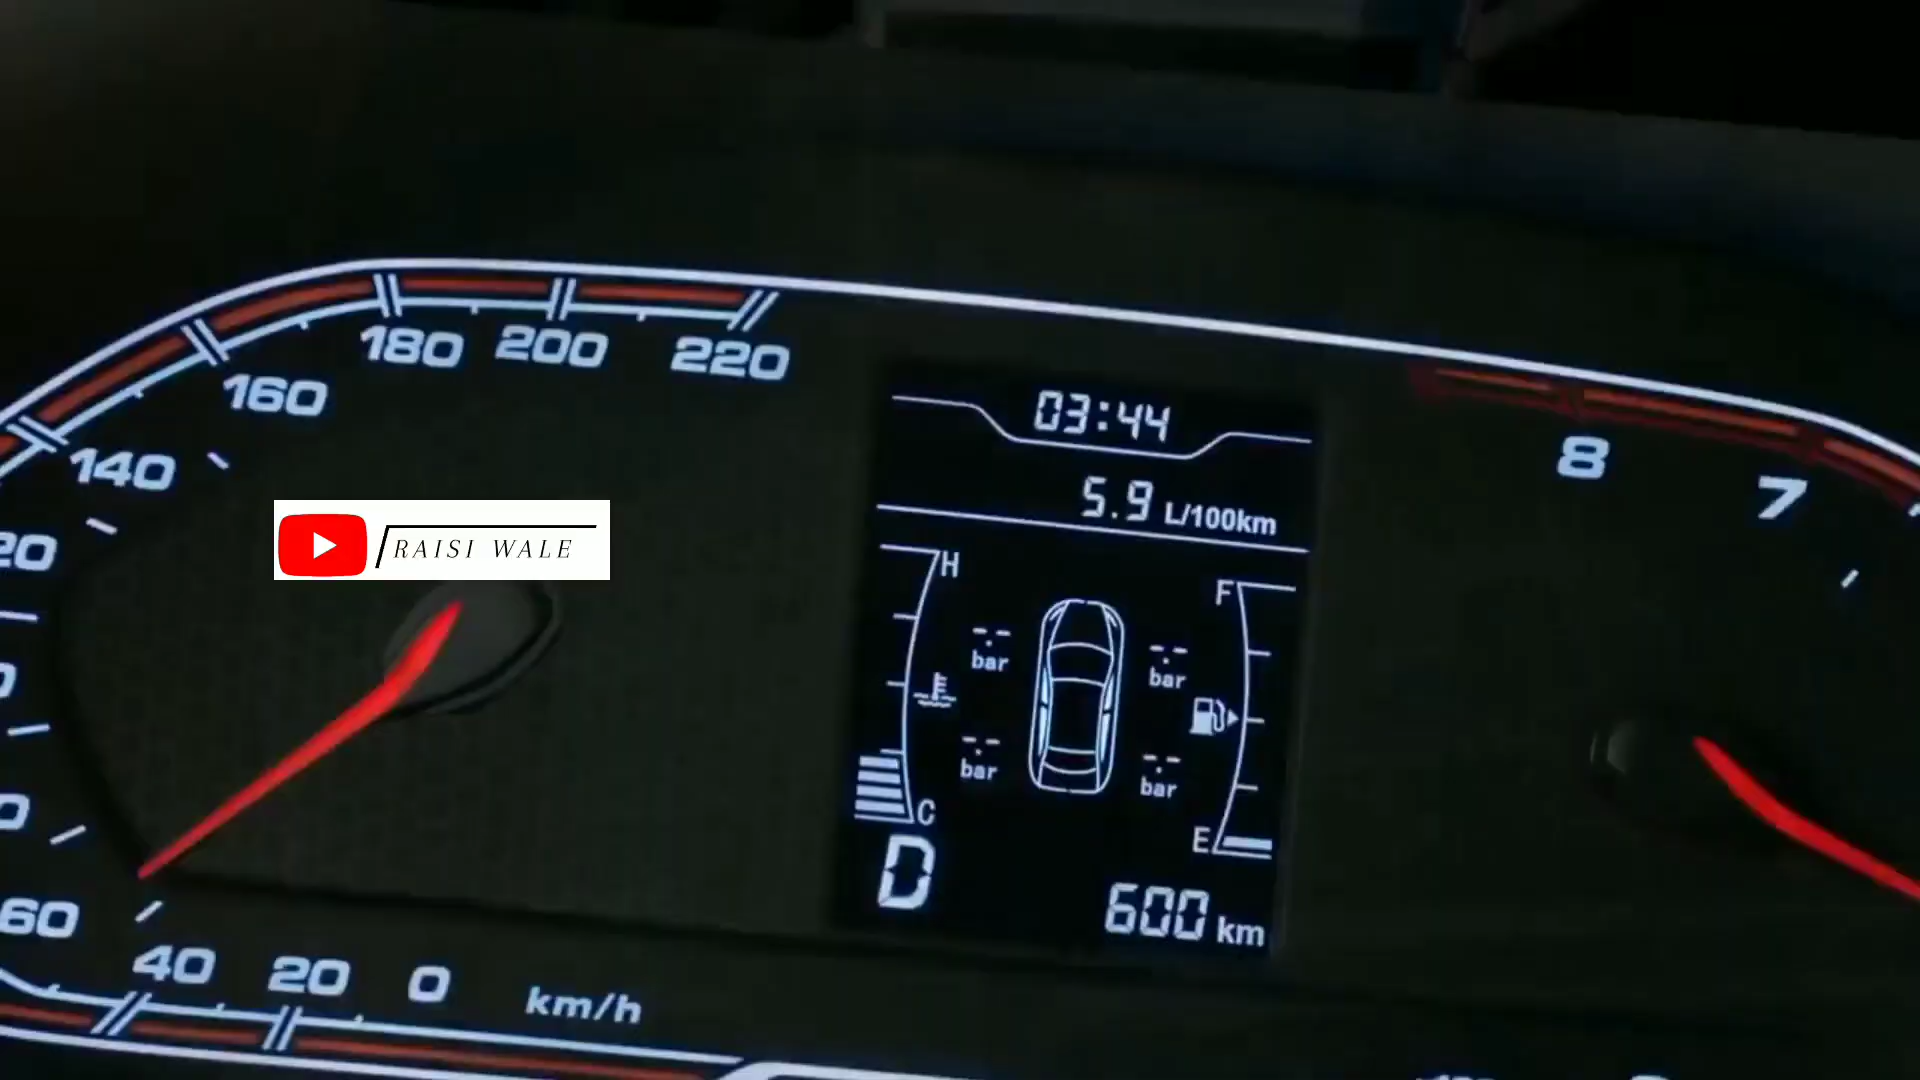 180 200 220
160
140
20
60
40 20 0 km/h
RAISI WALE
03:44
5.9 L/100km
H
F
--.-- bar
--.-- bar
--.-- bar
--.-- bar
C
E
D
600 km
8
7